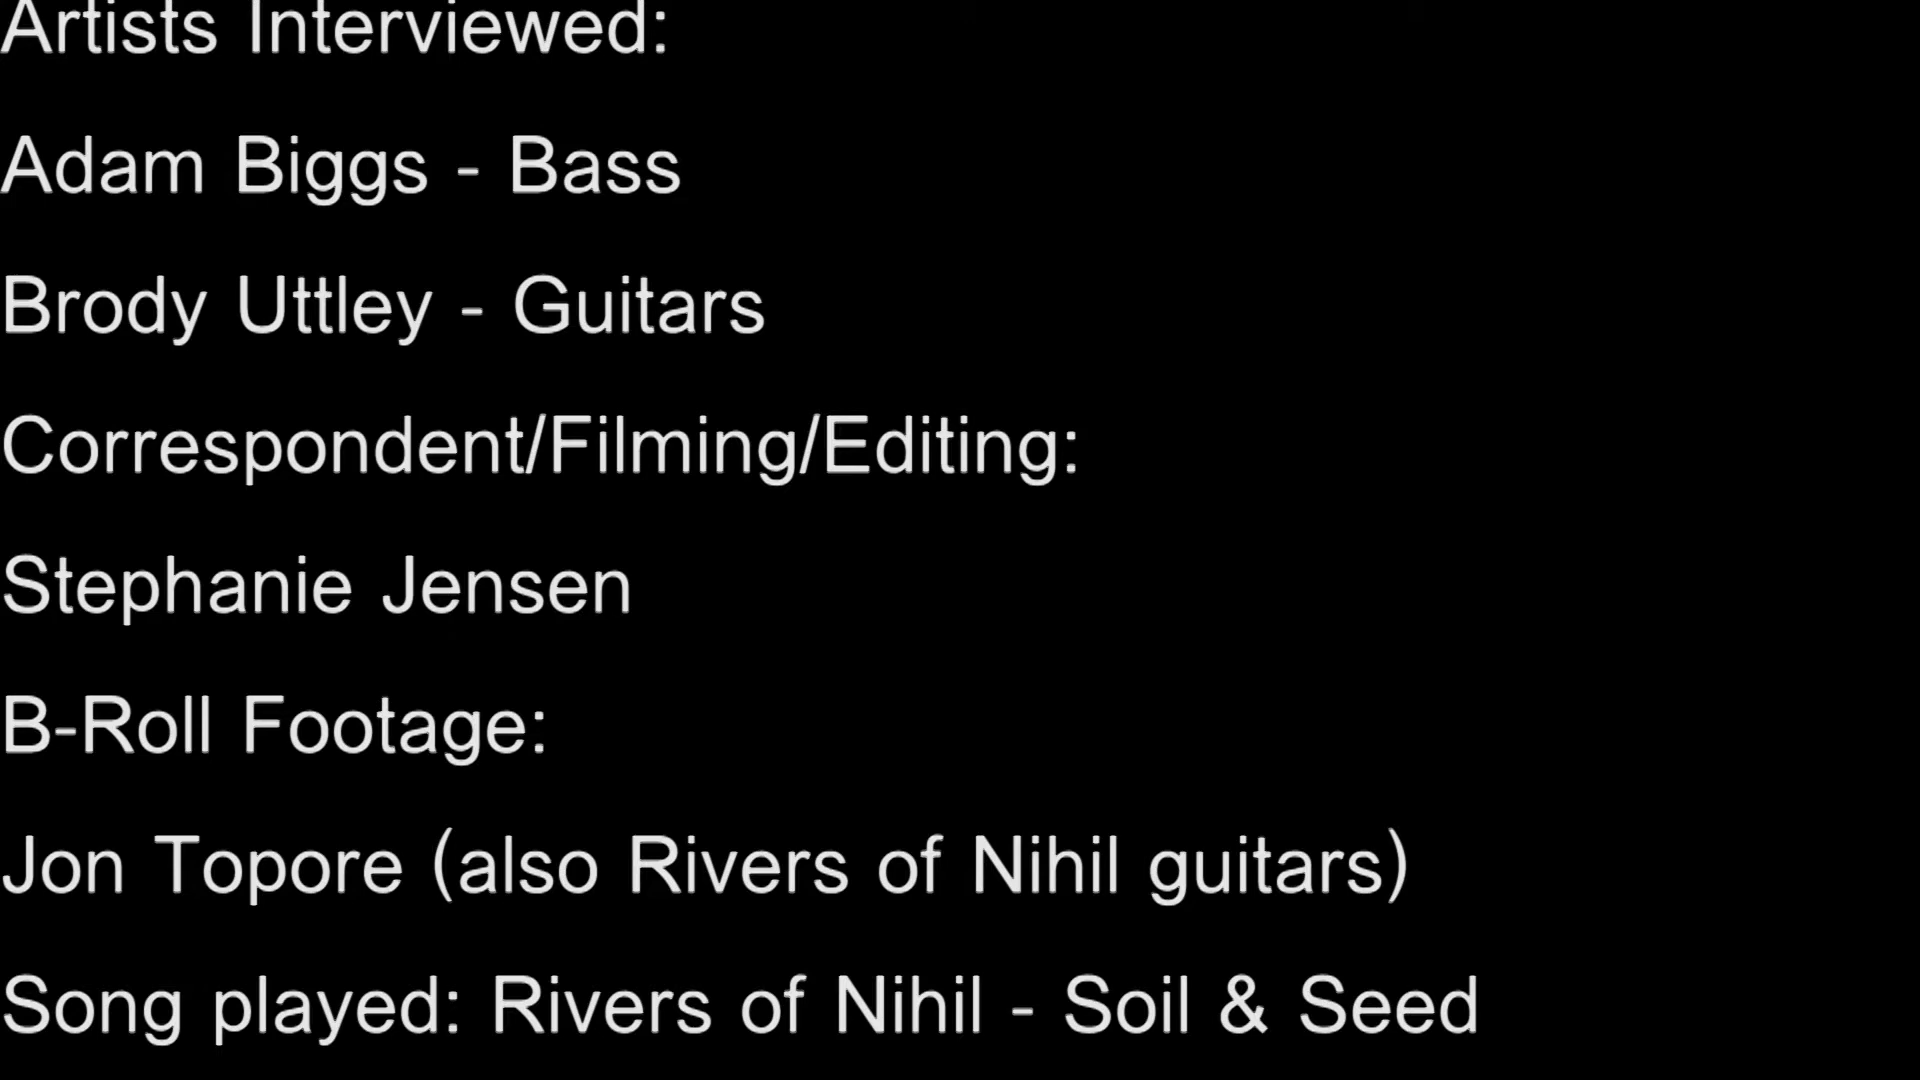 Artists Interviewed:
Adam Biggs - Bass
Brody Uttley - Guitars
Correspondent/Filming/Editing:
Stephanie Jensen
B-Roll Footage:
Jon Topore (also Rivers of Nihil guitars)
Song played: Rivers of Nihil - Soil & Seed